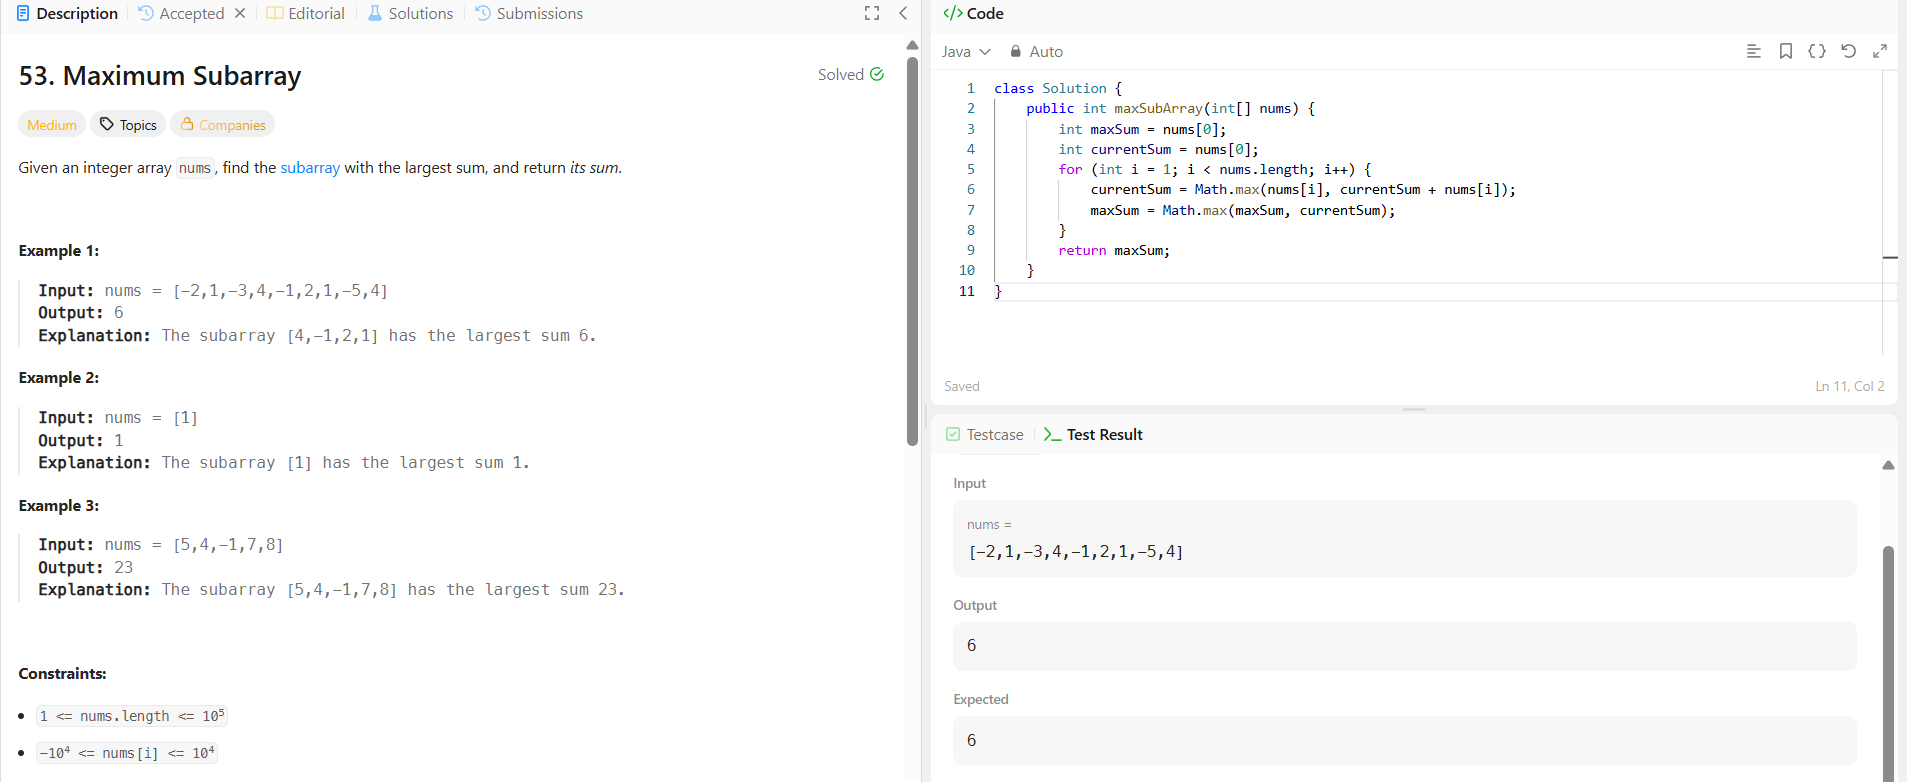 Description
Accepted
Editorial
Solutions
Submissions
53. Maximum Subarray
Solved
Medium
Topics
Companies
Given an integer array nums, find the subarray with the largest sum, and return its sum.
Example 1:
Input: nums = [-2,1,-3,4,-1,2,1,-5,4]
Output: 6
Explanation: The subarray [4,-1,2,1] has the largest sum 6.
Example 2:
Input: nums = [1]
Output: 1
Explanation: The subarray [1] has the largest sum 1.
Example 3:
Input: nums = [5,4,-1,7,8]
Output: 23
Explanation: The subarray [5,4,-1,7,8] has the largest sum 23.
Constraints:
1 <= nums.length <= 10⁵
-10⁴ <= nums[i] <= 10⁴
</> Code
Java
Auto
1 class Solution {
2     public int maxSubArray(int[] nums) {
3         int maxSum = nums[0];
4         int currentSum = nums[0];
5         for (int i = 1; i < nums.length; i++) {
6             currentSum = Math.max(nums[i], currentSum + nums[i]);
7             maxSum = Math.max(maxSum, currentSum);
8         }
9         return maxSum;
10     }
11 }
Saved
Ln 11, Col 2
Testcase
Test Result
Input
nums =
[-2,1,-3,4,-1,2,1,-5,4]
Output
6
Expected
6